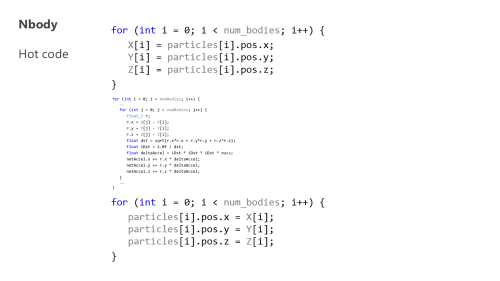 Nbody
Hot code
for (int i = 0; i < num_bodies; i++) {
X[i] = particles[i].pos.x;
Y[i] = particles[i].pos.y;
Z[i] = particles[i].pos.z;
}
for (int i = 0; i < numBodies; i++) {
for (int j = 0; j < numBodies; j++) {
float_3 r;
r.x = X[j] - X[i];
r.y = Y[j] - Y[i];
r.z = Z[j] - Z[i];
float dst = sqrt(r.x*r.x + r.y*r.y + r.z*r.z);
float iDst = 1.0f / dst;
float deltaAccel = iDst * iDst * iDst * mass;
netAccel.x += r.x * deltaAccel;
netAccel.y += r.y * deltaAccel;
netAccel.z += r.z * deltaAccel;
}
...
}
for (int i = 0; i < num_bodies; i++) {
particles[i].pos.x = X[i];
particles[i].pos.y = Y[i];
particles[i].pos.z = Z[i];
}